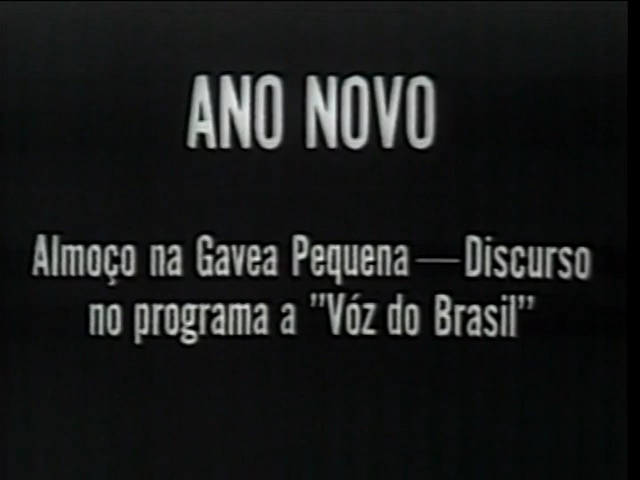 ANO NOVO
Almoço na Gavea Pequena — Discurso
no programa a "Vóz do Brasil"